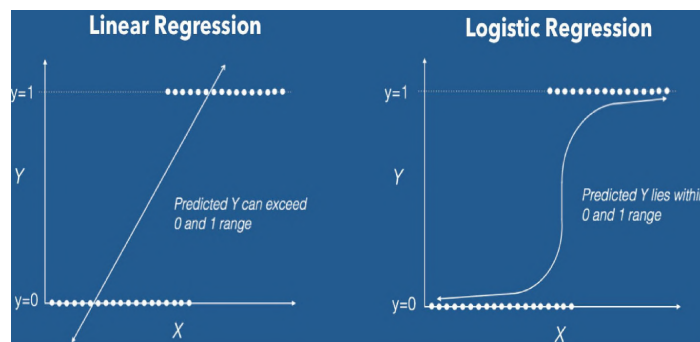 Linear Regression
y=1
Y
Predicted Y can exceed
0 and 1 range
y=0
X
Logistic Regression
y=1
Y
Predicted Y lies within
0 and 1 range
y=0
X